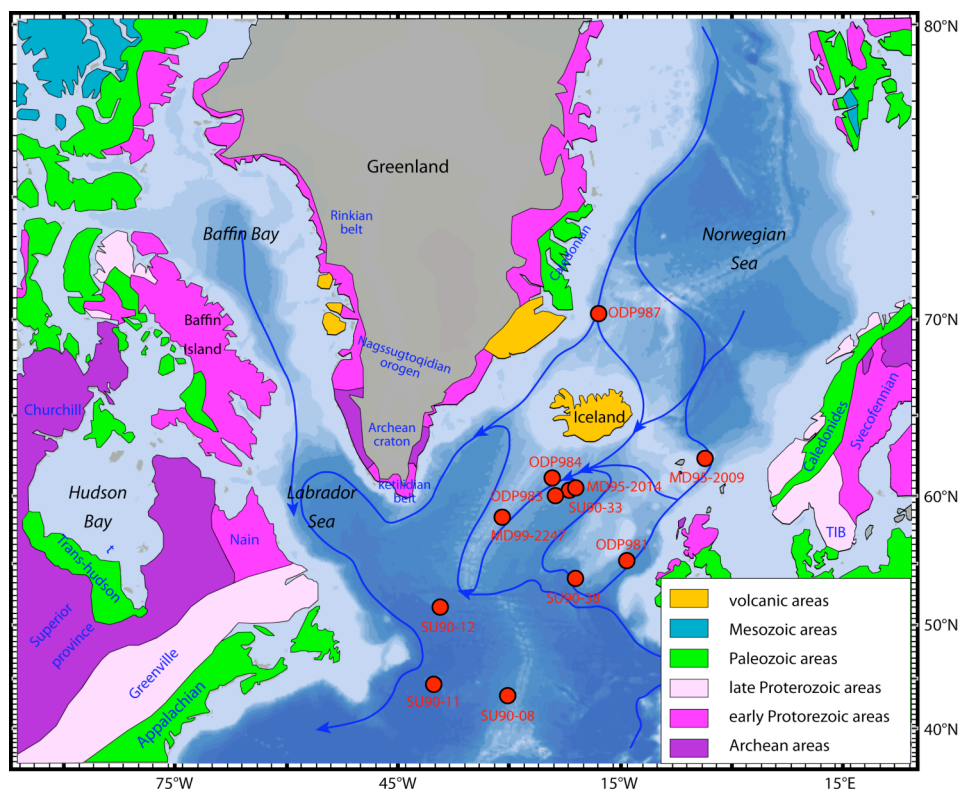 80°N
Greenland
Rinkian
belt
Baffin Bay
Norwegian
Sea
Caledonian
ODP987
70°N
Baffin
Island
Nagssugtoqidian
orogen
Churchill
Iceland
Svecofennian
Caledonides
Archean
craton
ODP984
MD95-2009
Hudson
Bay
Labrador
Sea
ketilidian
belt
ODP983
MD95-2014
SU90-33
60°N
MD99-2247
Nain
TIB
Trans-hudson
t
ODP981
SU90-38
Superior
province
SU90-12
50°N
Greenville
Appalachian
SU90-11
SU90-08
40°N
volcanic areas
Mesozoic areas
Paleozoic areas
late Proterozoic areas
early Protorezoic areas
Archean areas
75°W
45°W
15°W
15°E